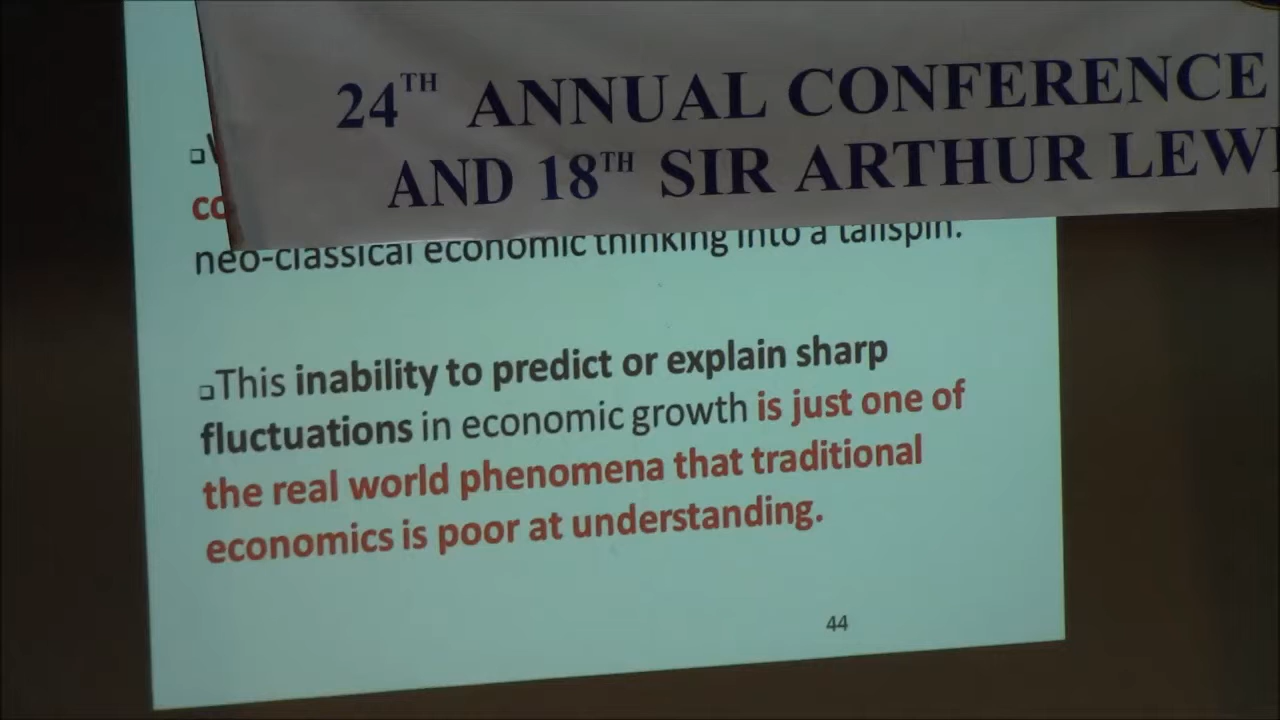 24TH ANNUAL CONFERENCE
AND 18TH SIR ARTHUR
neo-classical economic thinking into a tailspin.
❑This inability to predict or explain sharp
fluctuations in economic growth is just one of
the real world phenomena that traditional
economics is poor at understanding.
44